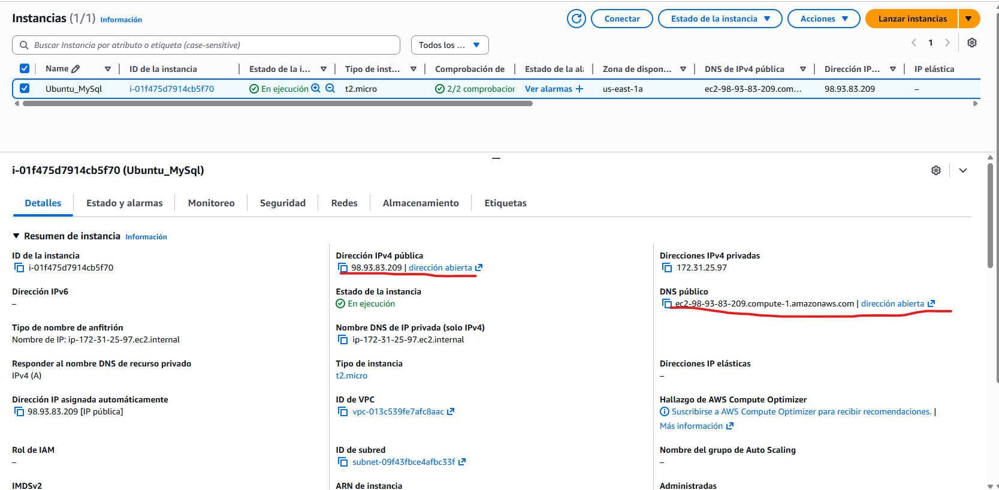 Instancias (1/1) Información
Conectar
Estado de la instancia
Acciones
Lanzar instancias
Buscar Instancia por atributo o etiqueta (case-sensitive)
Todos los ...
1
Name
ID de la instancia
Estado de la i...
Tipo de inst...
Comprobación de
Estado de la al
Zona de dispon...
DNS de IPv4 pública
Dirección IP...
IP elástica
Ubuntu_MySql
i-01f475d7914cb5f70
En ejecución
t2.micro
2/2 comprobacior
Ver alarmas +
us-east-1a
ec2-98-93-83-209.com...
98.93.83.209
–
i-01f475d7914cb5f70 (Ubuntu_MySql)
Detalles
Estado y alarmas
Monitoreo
Seguridad
Redes
Almacenamiento
Etiquetas
Resumen de instancia Información
ID de la instancia
i-01f475d7914cb5f70
Dirección IPv4 pública
98.93.83.209 | dirección abierta
Direcciones IPv4 privadas
172.31.25.97
Dirección IPv6
–
Estado de la instancia
En ejecución
DNS público
ec2-98-93-83-209.compute-1.amazonaws.com | dirección abierta
Tipo de nombre de anfitrión
Nombre de IP: ip-172-31-25-97.ec2.internal
Nombre DNS de IP privada (solo IPv4)
ip-172-31-25-97.ec2.internal
Responder al nombre DNS de recurso privado
IPv4 (A)
Tipo de instancia
t2.micro
Direcciones IP elásticas
–
Dirección IP asignada automáticamente
98.93.83.209 [IP pública]
ID de VPC
vpc-013c539fe7afc8aac
Hallazgo de AWS Compute Optimizer
Suscribirse a AWS Compute Optimizer para recibir recomendaciones. |
Más información
Rol de IAM
–
ID de subred
subnet-09f43fbce4afbc33f
Nombre del grupo de Auto Scaling
–
IMDSv2
ARN de instancia
Administradas